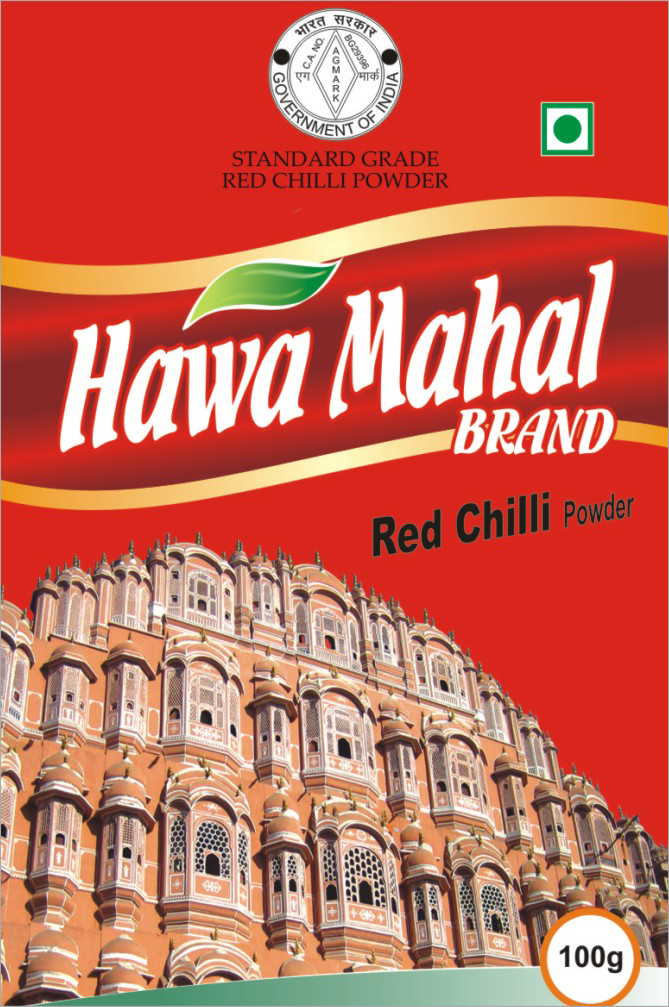 भारत सरकार
C.A. NO. BG29396
AGMARK
एग मार्क
GOVERNMENT OF INDIA
STANDARD GRADE
RED CHILLI POWDER
Hawa Mahal
BRAND
Red Chilli Powder
100g